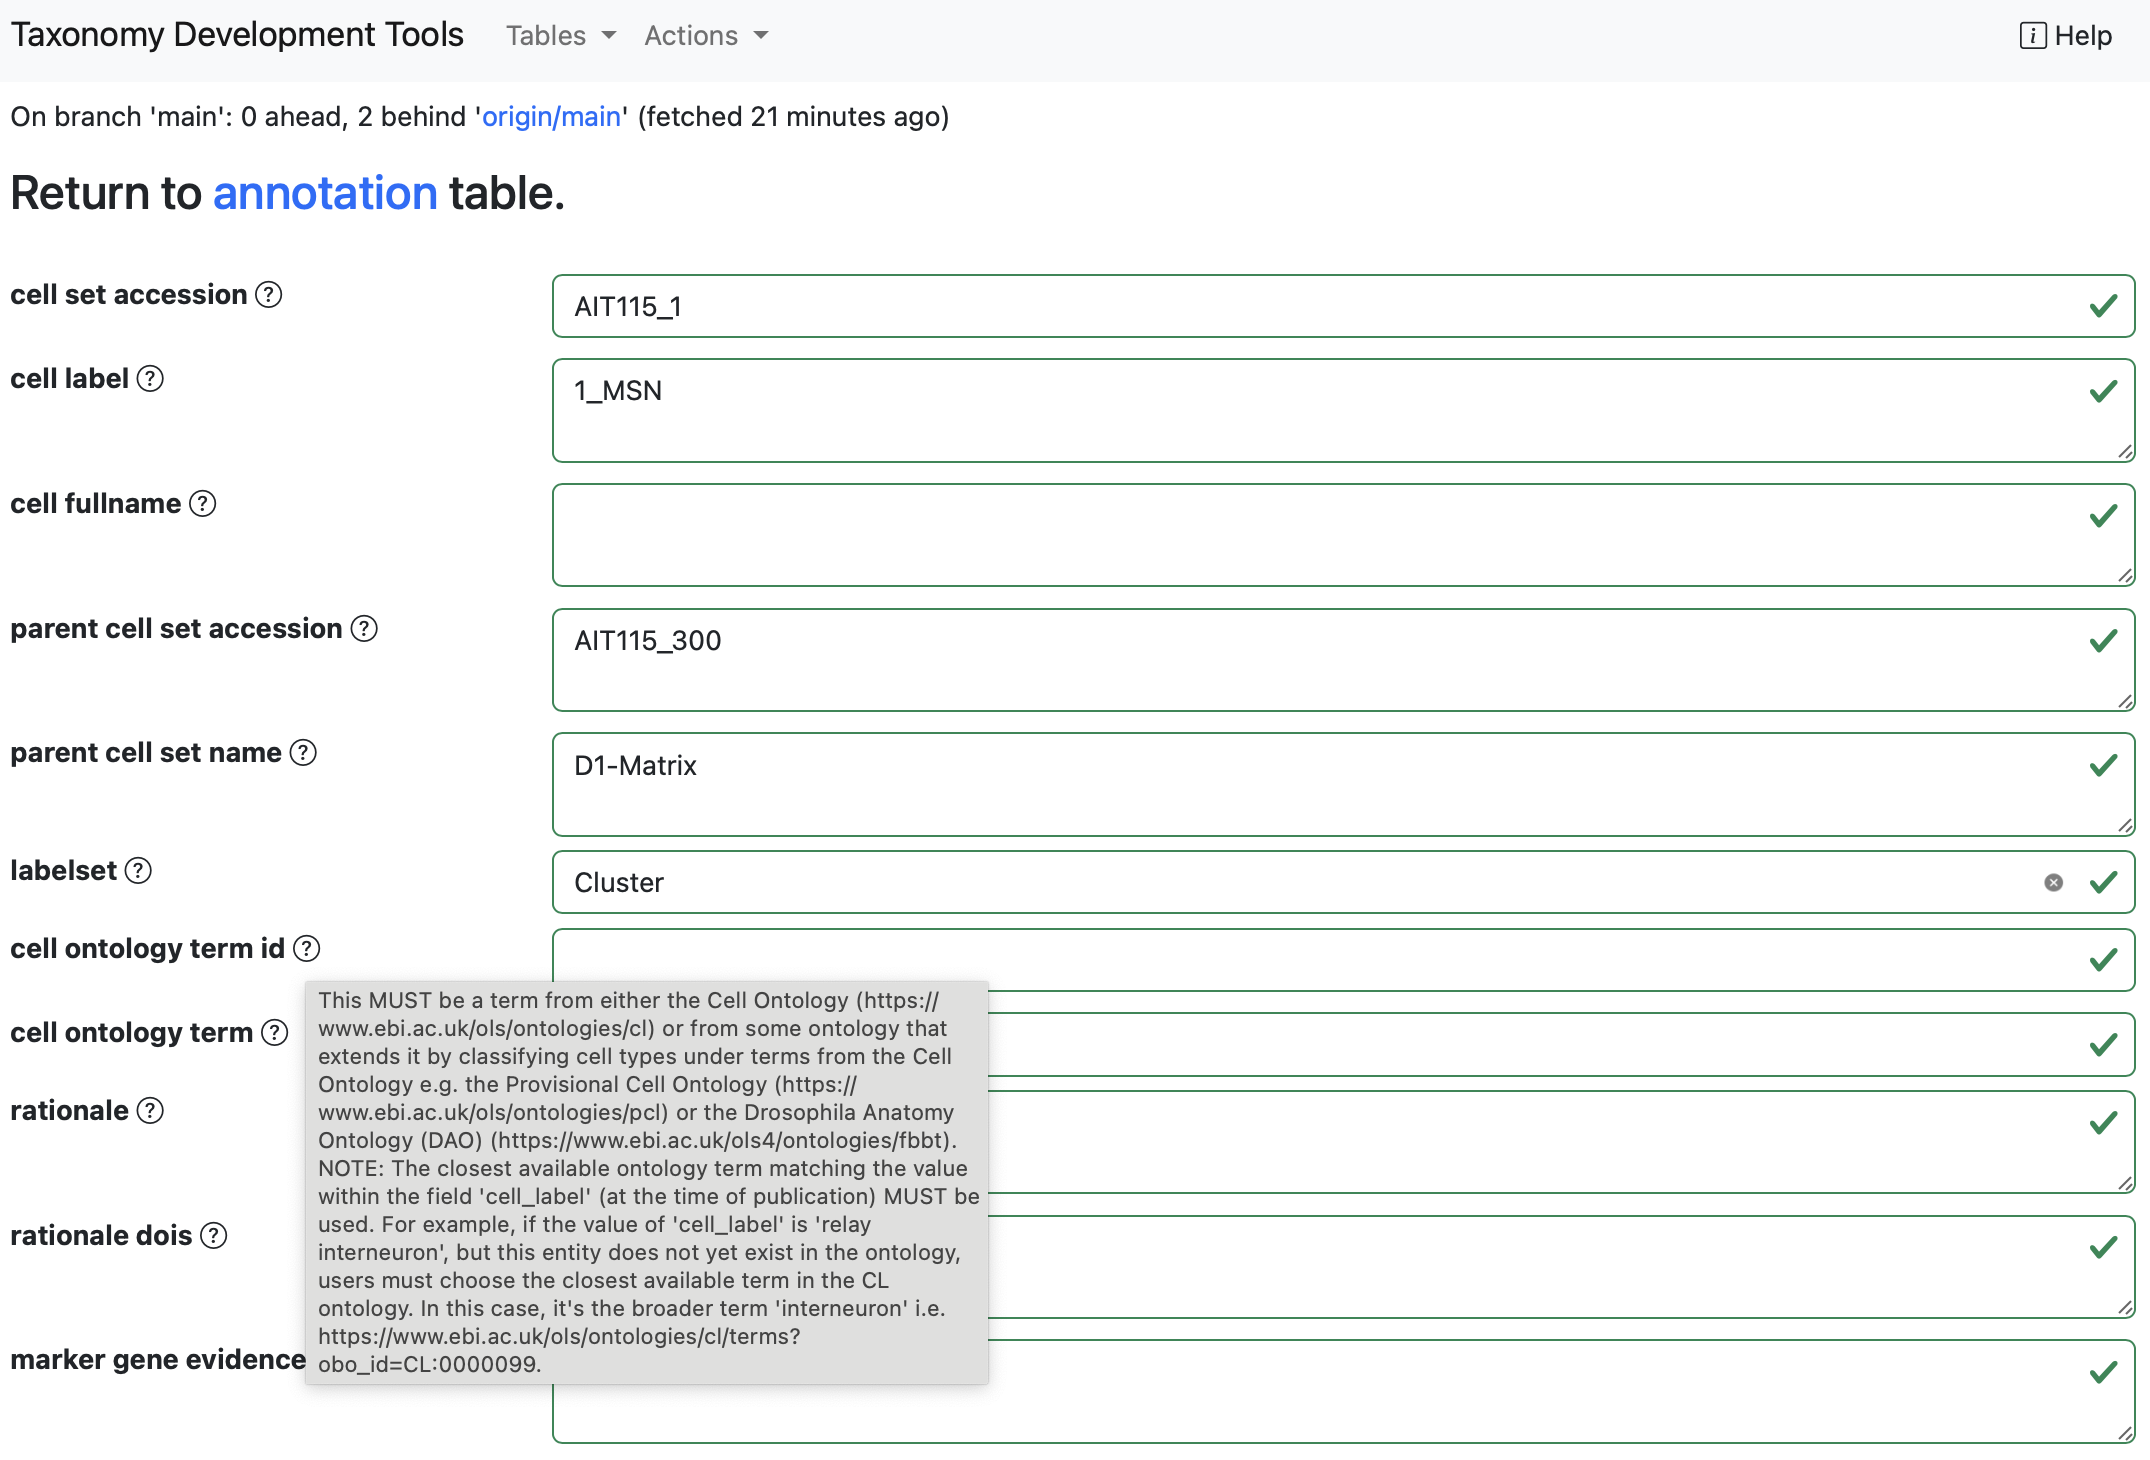 Taxonomy Development Tools Tables Actions Help
On branch 'main': 0 ahead, 2 behind 'origin/main' (fetched 21 minutes ago)
Return to annotation table.
cell set accession
AIT115_1
cell label
1_MSN
cell fullname
parent cell set accession
AIT115_300
parent cell set name
D1-Matrix
labelset
Cluster
cell ontology term id
cell ontology term
rationale
rationale dois
marker gene evidence
This MUST be a term from either the Cell Ontology (https://
www.ebi.ac.uk/ols/ontologies/cl) or from some ontology that
extends it by classifying cell types under terms from the Cell
Ontology e.g. the Provisional Cell Ontology (https://
www.ebi.ac.uk/ols/ontologies/pcl) or the Drosophila Anatomy
Ontology (DAO) (https://www.ebi.ac.uk/ols4/ontologies/fbbt).
NOTE: The closest available ontology term matching the value
within the field 'cell_label' (at the time of publication) MUST be
used. For example, if the value of 'cell_label' is 'relay
interneuron', but this entity does not yet exist in the ontology,
users must choose the closest available term in the CL
ontology. In this case, it's the broader term 'interneuron' i.e.
https://www.ebi.ac.uk/ols/ontologies/cl/terms?
obo_id=CL:0000099.